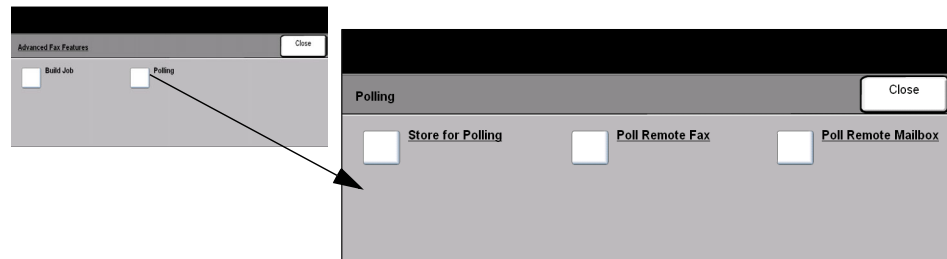 Advanced Fax Features
Close
Build Job
Polling
Polling
Close
Store for Polling
Poll Remote Fax
Poll Remote Mailbox